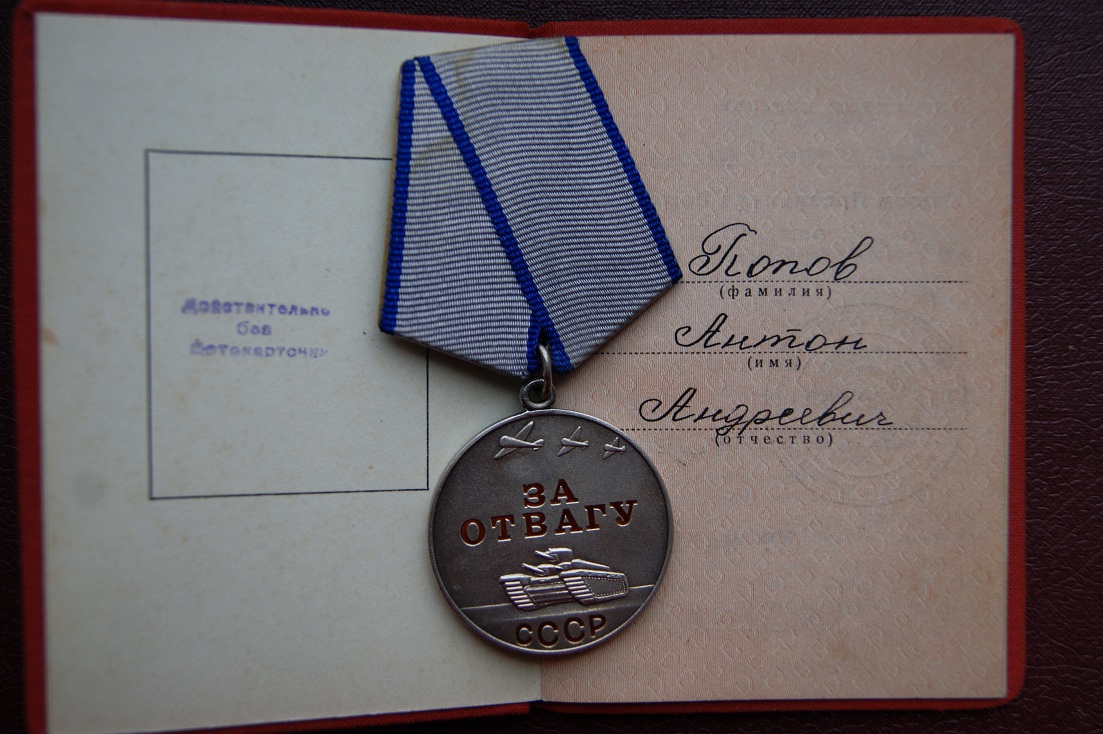 Действительно
без
фотокарточки
Попов
(фамилия)
Антон
(имя)
Андреевич
(отчество)
ЗА
ОТВАГУ
СССР